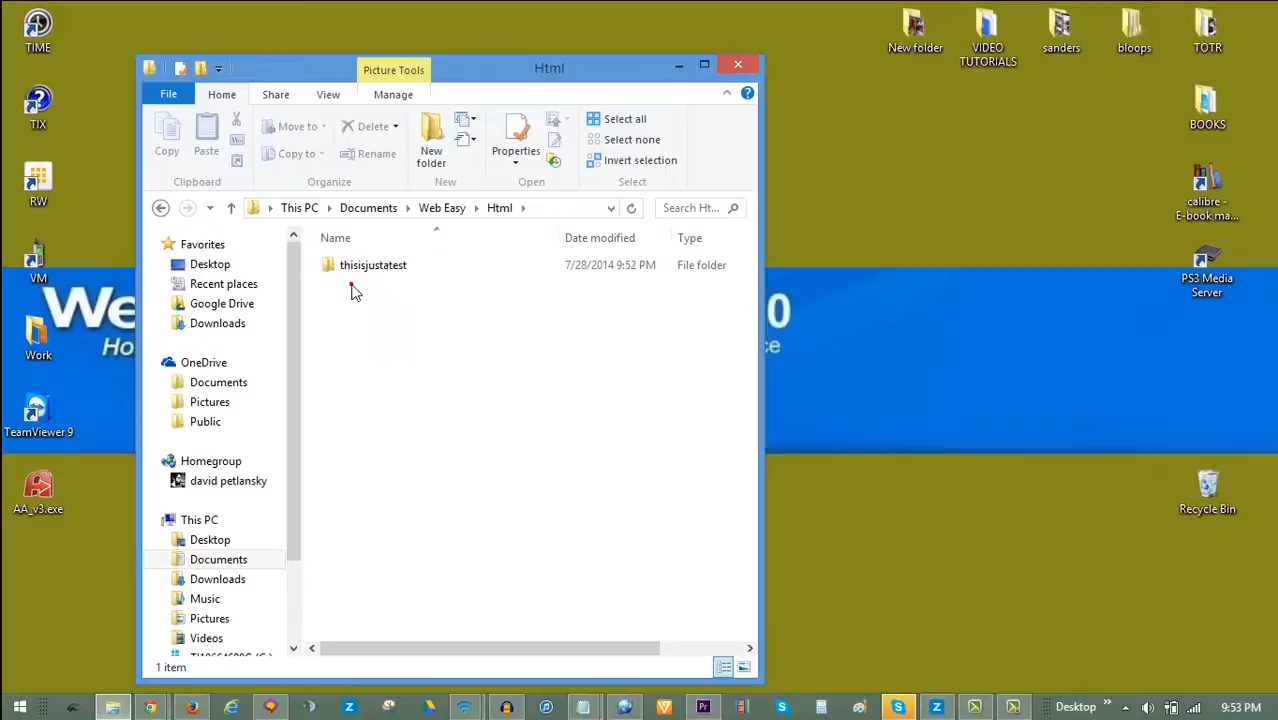 TIME
TIX
RW
VM
Work
TeamViewer 9
AA_v3.exe
New folder
VIDEO
TUTORIALS
sanders
bloops
TOTR
BOOKS
calibre -
E-book ma...
PS3 Media
Server
Recycle Bin
We
Ho
0
ce
Picture Tools
Html
File
Home
Share
View
Manage
Copy
Paste
Move to
Copy to
Delete
Rename
New
folder
Properties
Select all
Select none
Invert selection
Clipboard
Organize
New
Open
Select
This PC
Documents
Web Easy
Html
Search Ht...
Name
Date modified
Type
thisisjustatest
7/28/2014 9:52 PM
File folder
Favorites
Desktop
Recent places
Google Drive
Downloads
OneDrive
Documents
Pictures
Public
Homegroup
david petlansky
This PC
Desktop
Documents
Downloads
Music
Pictures
Videos
1 item
Desktop
9:53 PM